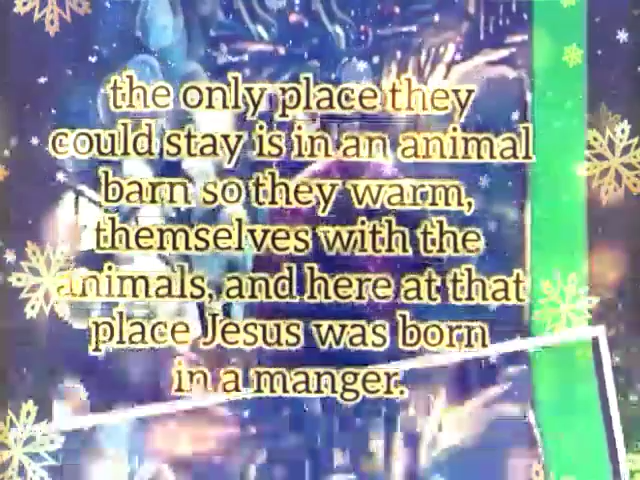 the only place they
could stay is in an animal
barn so they warm,
themselves with the
animals, and here at that
place Jesus was born
in a manger.